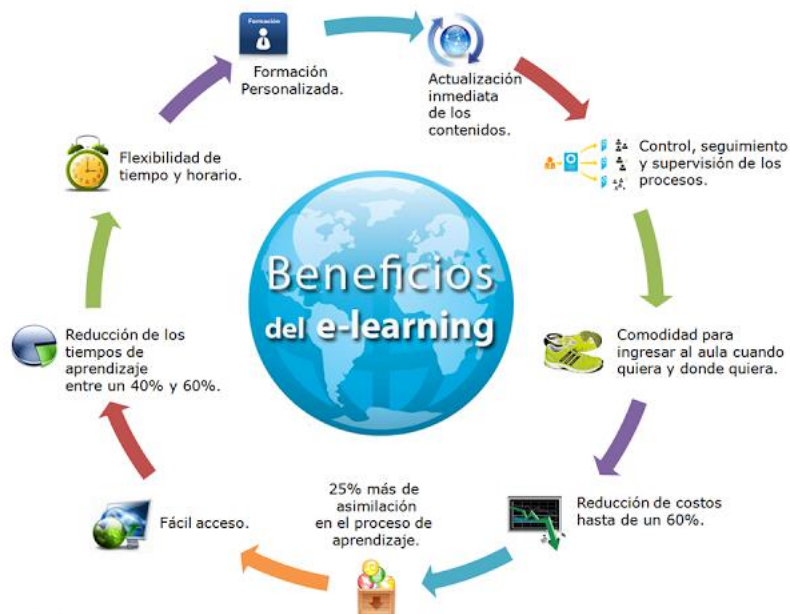 Formación
Formación
Personalizada.
Actualización
inmediata
de los
contenidos.
Control, seguimiento
y supervisión de los
procesos.
Comodidad para
ingresar al aula cuando
quiera y donde quiera.
Reducción de costos
hasta de un 60%.
25% más de
asimilación
en el proceso de
aprendizaje.
Fácil acceso.
Reducción de los
tiempos de
aprendizaje
entre un 40% y 60%.
Flexibilidad de
tiempo y horario.
Beneficios
del e-learning